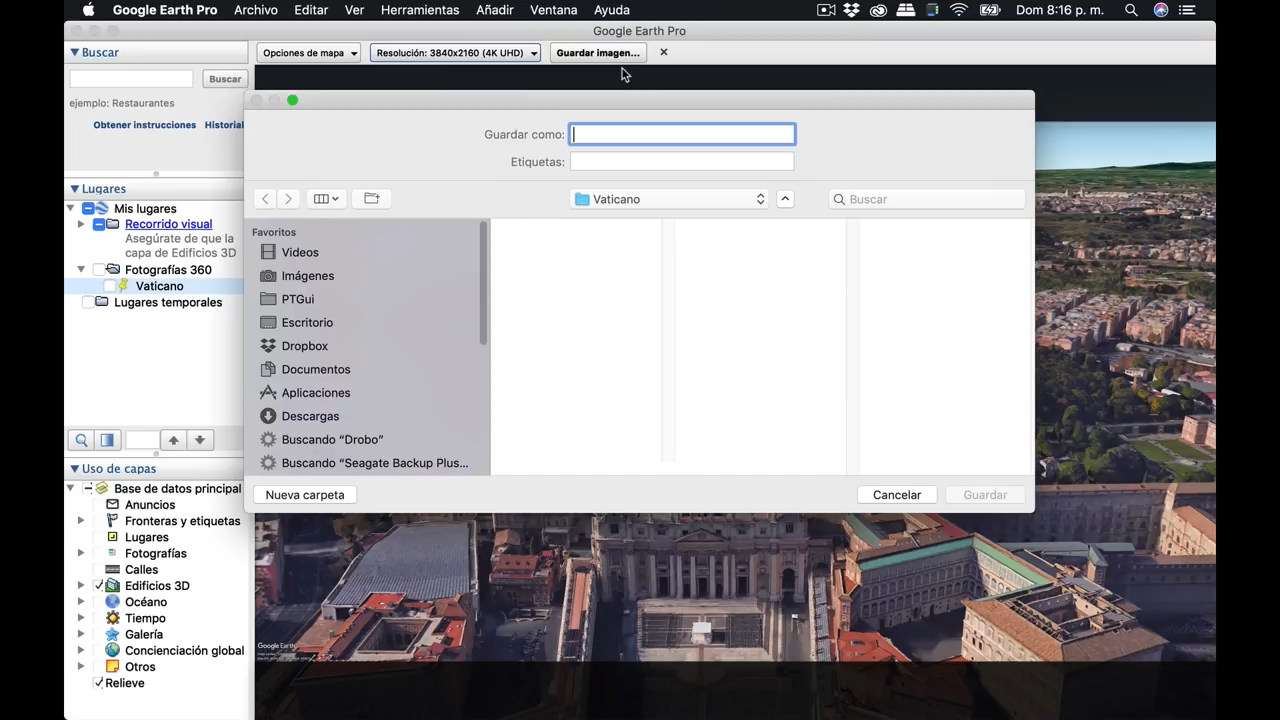 Google Earth Pro Archivo Editar Ver Herramientas Añadir Ventana Ayuda Dom 8:16 p. m.
Google Earth Pro
Buscar
Opciones de mapa
Resolución: 3840x2160 (4K UHD)
Guardar imagen...
Buscar
ejemplo: Restaurantes
Obtener instrucciones Historial
Guardar como:
Etiquetas:
Vaticano
Buscar
Lugares
Mis lugares
Recorrido visual
Asegúrate de que la
capa de Edificios 3D
Fotografías 360
Vaticano
Lugares temporales
Favoritos
Videos
Imágenes
PTGui
Escritorio
Dropbox
Documentos
Aplicaciones
Descargas
Buscando “Drobo”
Buscando “Seagate Backup Plus...
Nueva carpeta
Cancelar
Guardar
Uso de capas
Base de datos principal
Anuncios
Fronteras y etiquetas
Lugares
Fotografías
Calles
Edificios 3D
Océano
Tiempo
Galería
Concienciación global
Otros
Relieve
Google Earth